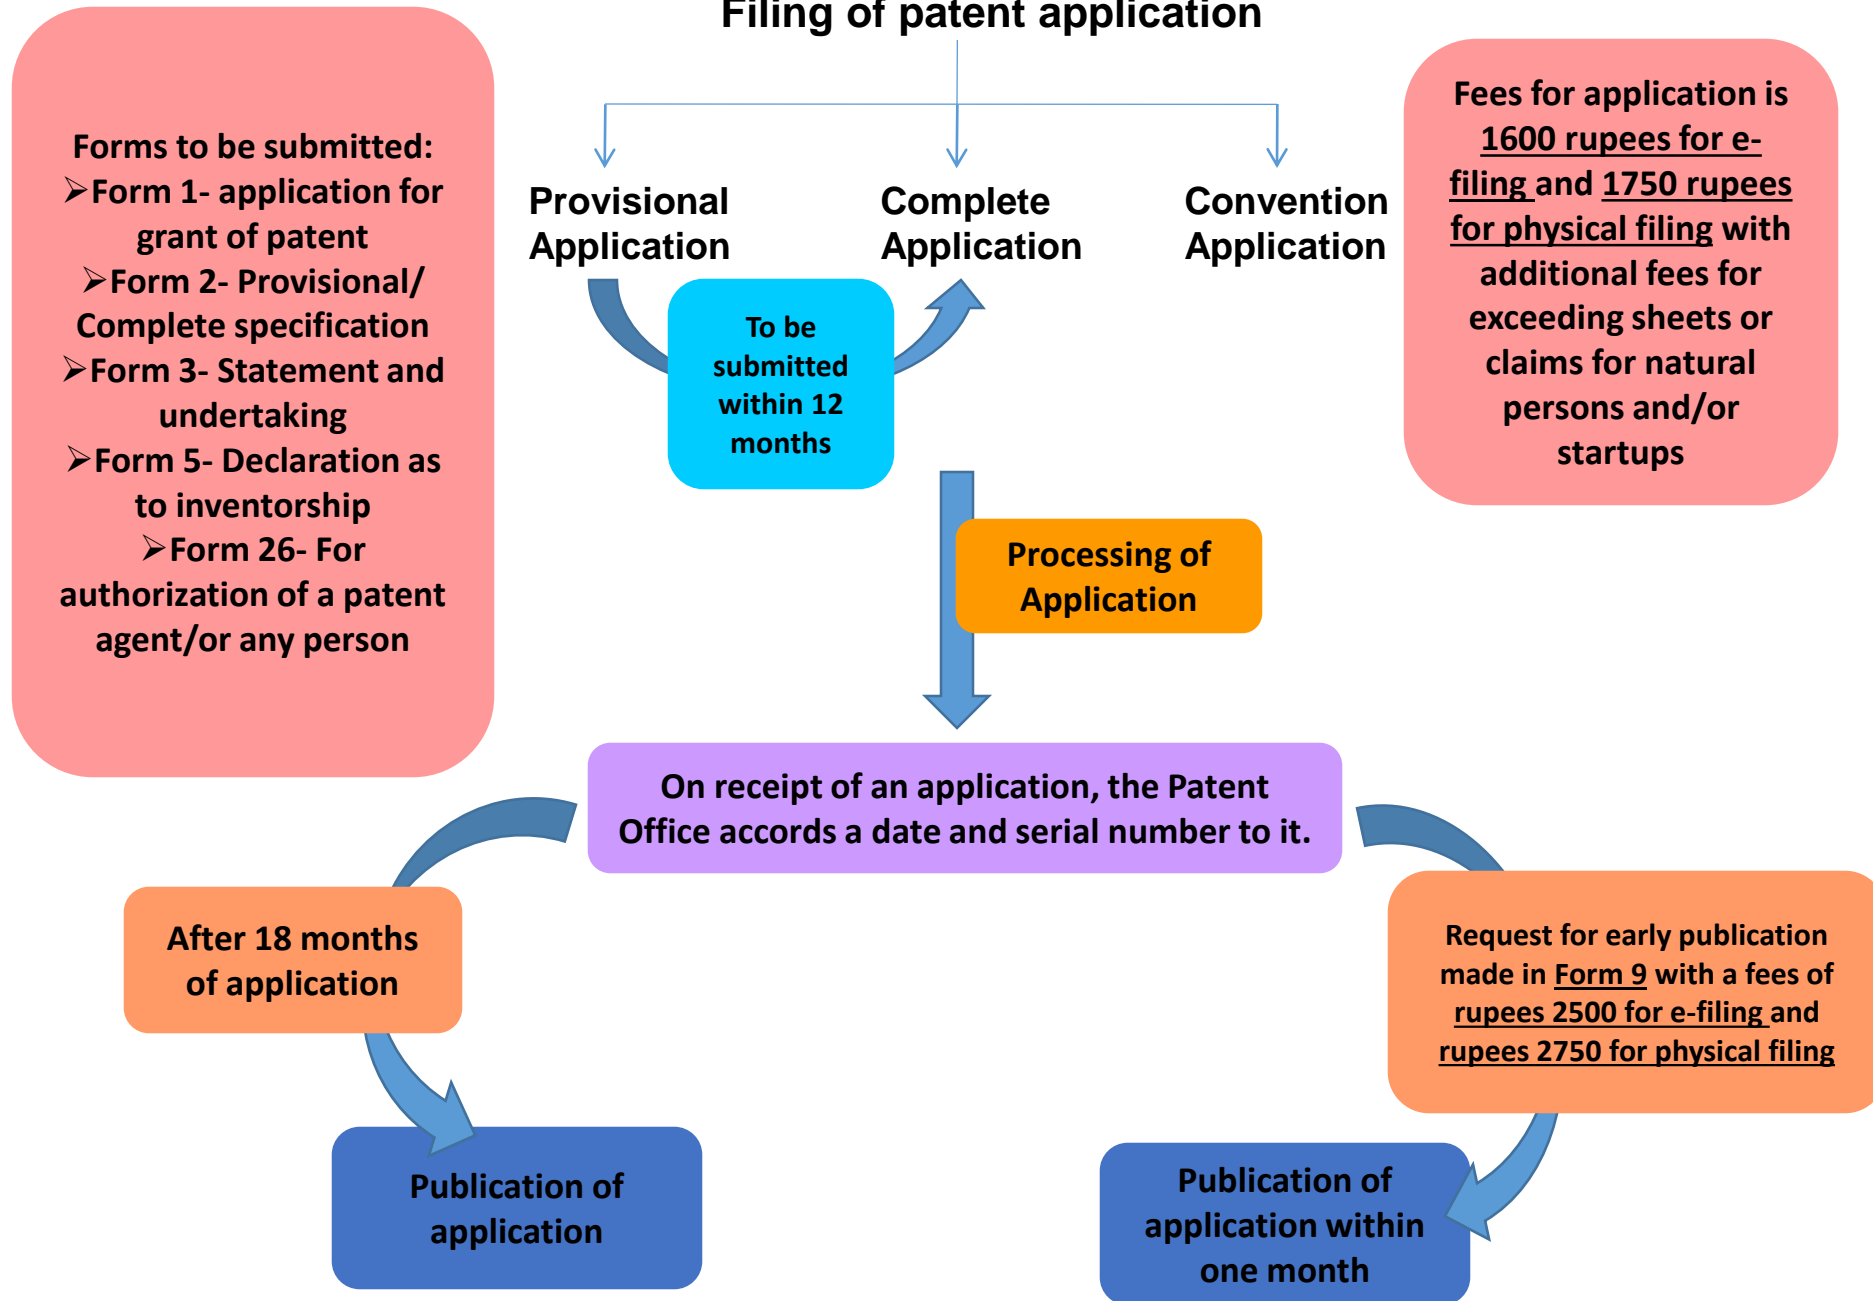 Filing of patent application
Forms to be submitted:
➢Form 1- application for
grant of patent
➢Form 2- Provisional/
Complete specification
➢Form 3- Statement and
undertaking
➢Form 5- Declaration as
to inventorship
➢Form 26- For
authorization of a patent
agent/or any person
Provisional
Application
Complete
Application
Convention
Application
Fees for application is
1600 rupees for e-
filing and 1750 rupees
for physical filing with
additional fees for
exceeding sheets or
claims for natural
persons and/or
startups
To be
submitted
within 12
months
Processing of
Application
On receipt of an application, the Patent
Office accords a date and serial number to it.
After 18 months
of application
Request for early publication
made in Form 9 with a fees of
rupees 2500 for e-filing and
rupees 2750 for physical filing
Publication of
application
Publication of
application within
one month